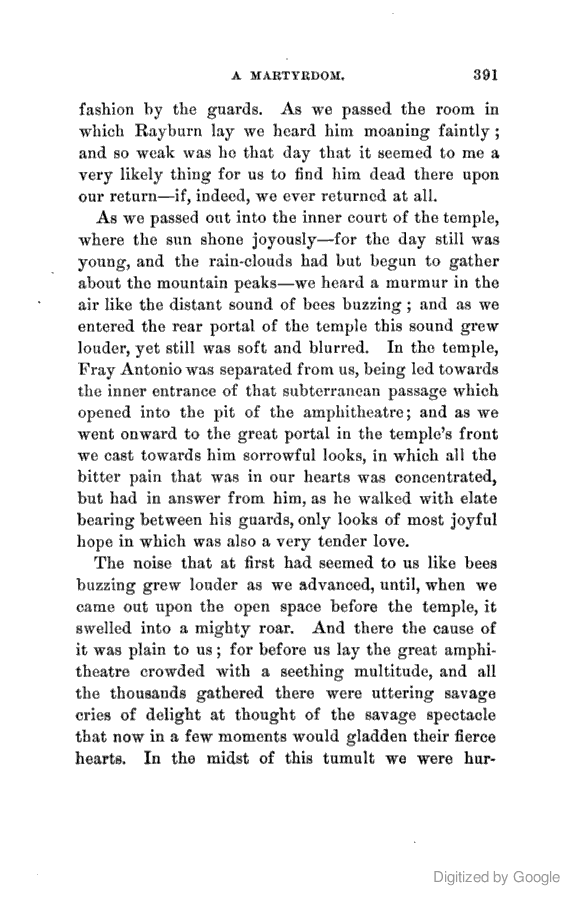 A MARTYRDOM. 391
fashion by the guards. As we passed the room in
which Rayburn lay we heard him moaning faintly ;
and so weak was he that day that it seemed to me a
very likely thing for us to find him dead there upon
our return—if, indeed, we ever returned at all.
As we passed out into the inner court of the temple,
where the sun shone joyously—for the day still was
young, and the rain-clouds had but begun to gather
about the mountain peaks—we heard a murmur in the
air like the distant sound of bees buzzing ; and as we
entered the rear portal of the temple this sound grew
louder, yet still was soft and blurred. In the temple,
Fray Antonio was separated from us, being led towards
the inner entrance of that subterranean passage which
opened into the pit of the amphitheatre; and as we
went onward to the great portal in the temple's front
we cast towards him sorrowful looks, in which all the
bitter pain that was in our hearts was concentrated,
but had in answer from him, as he walked with elate
bearing between his guards, only looks of most joyful
hope in which was also a very tender love.
The noise that at first had seemed to us like bees
buzzing grew louder as we advanced, until, when we
came out upon the open space before the temple, it
swelled into a mighty roar. And there the cause of
it was plain to us ; for before us lay the great amphi-
theatre crowded with a seething multitude, and all
the thousands gathered there were uttering savage
cries of delight at thought of the savage spectacle
that now in a few moments would gladden their fierce
hearts. In the midst of this tumult we were hur-
Digitized by Google